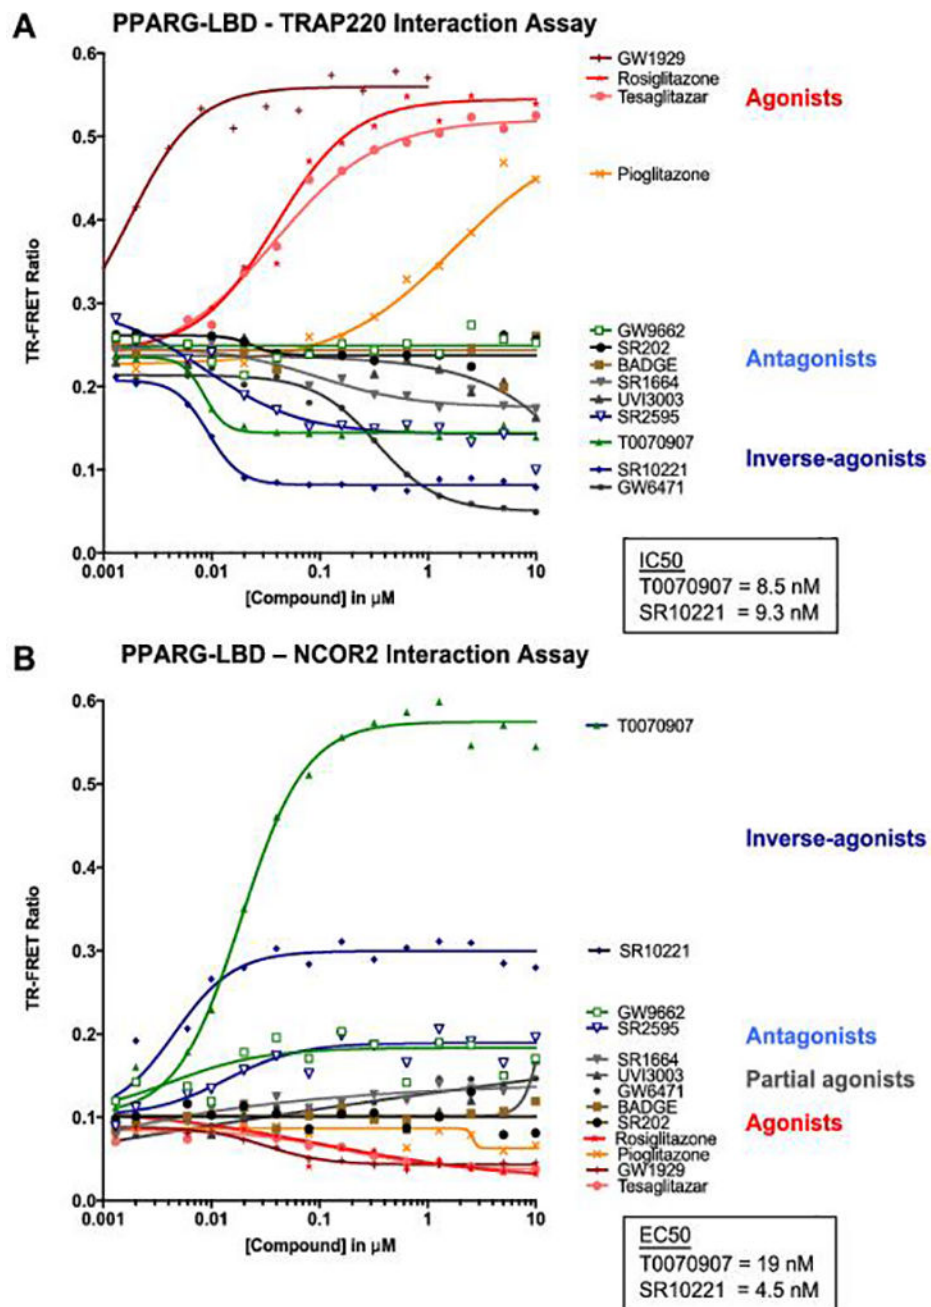 A
PPARG-LBD - TRAP220 Interaction Assay
0.6
0.5
0.4
0.3
0.2
0.1
0.0
TR-FRET Ratio
0.001
0.01
0.1
1
10
[Compound] in µM
GW1929
Rosiglitazone
Tesaglitazar
Agonists
Pioglitazone
GW9662
SR202
BADGE
SR1664
UVI3003
SR2595
Antagonists
T0070907
SR10221
GW6471
Inverse-agonists
IC50
T0070907 = 8.5 nM
SR10221 = 9.3 nM
B
PPARG-LBD – NCOR2 Interaction Assay
0.6
0.5
0.4
0.3
0.2
0.1
0.0
TR-FRET Ratio
0.001
0.01
0.1
1
10
[Compound] in µM
T0070907
Inverse-agonists
SR10221
GW9662
SR2595
Antagonists
SR1664
UVI3003
GW6471
Partial agonists
BADGE
SR202
Rosiglitazone
Pioglitazone
GW1929
Tesaglitazar
Agonists
EC50
T0070907 = 19 nM
SR10221 = 4.5 nM